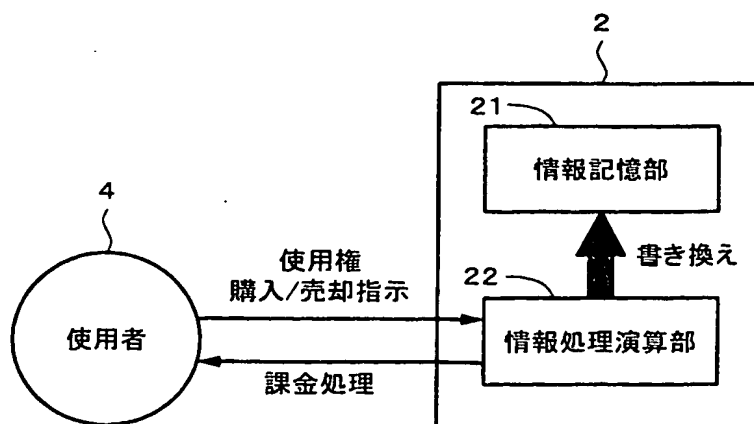 2
21
情報記憶部
4
使用権
購入/売却指示
書き換え
22
使用者
情報処理演算部
課金処理